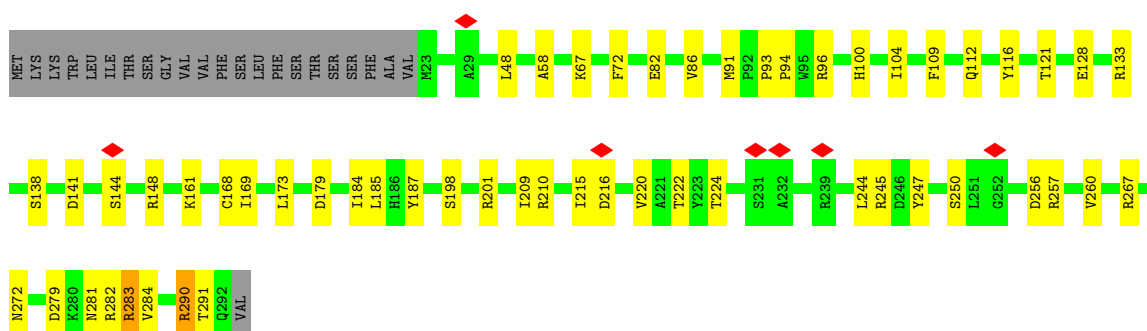 MET LYS LYS TRP LEU ILE THR SER GLY VAL VAL PHE SER LEU PHE SER THR SER SER PHE ALA VAL M23 A29 L48 A58 K67 F72 E82 V86 M91 P92 P93 P94 W95 R96 H100 I104 F109 Q112 Y116 T121 E128 R133
S138 D141 S144 R148 K161 C168 I169 L173 D179 I184 L185 H186 Y187 S198 R201 I209 R210 I215 D216 V220 A221 T222 Y223 T224 S231 A232 R239 L244 R245 D246 Y247 S250 L251 G252 D256 R257 V260 R267
N272 D279 K280 N281 R282 R283 V284 R290 T291 Q292 VAL